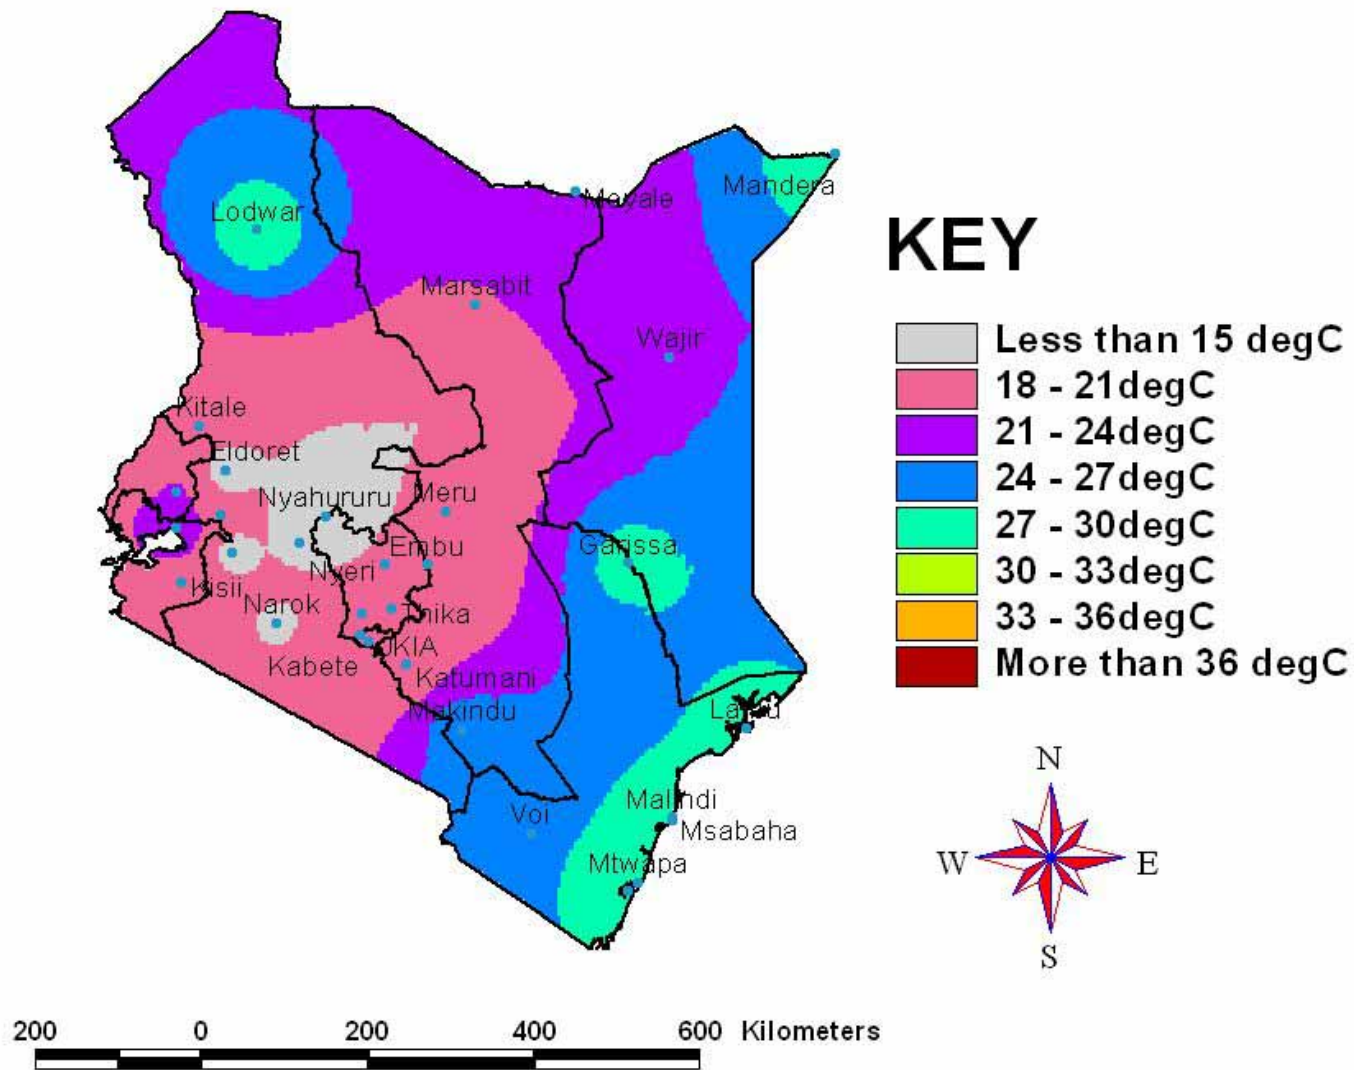 Lodwar
Moyale
Mandera
Marsabit
Wajir
Kitale
Eldoret
Nyahururu
Meru
Embu
Garissa
Nyeri
Kisii
Narok
Thika
JKIA
Kabete
Katumani
Makindu
Lamu
Voi
Malindi
Msabaha
Mtwapa
KEY
Less than 15 degC
18 - 21degC
21 - 24degC
24 - 27degC
27 - 30degC
30 - 33degC
33 - 36degC
More than 36 degC
N
W E
S
200 0 200 400 600 Kilometers